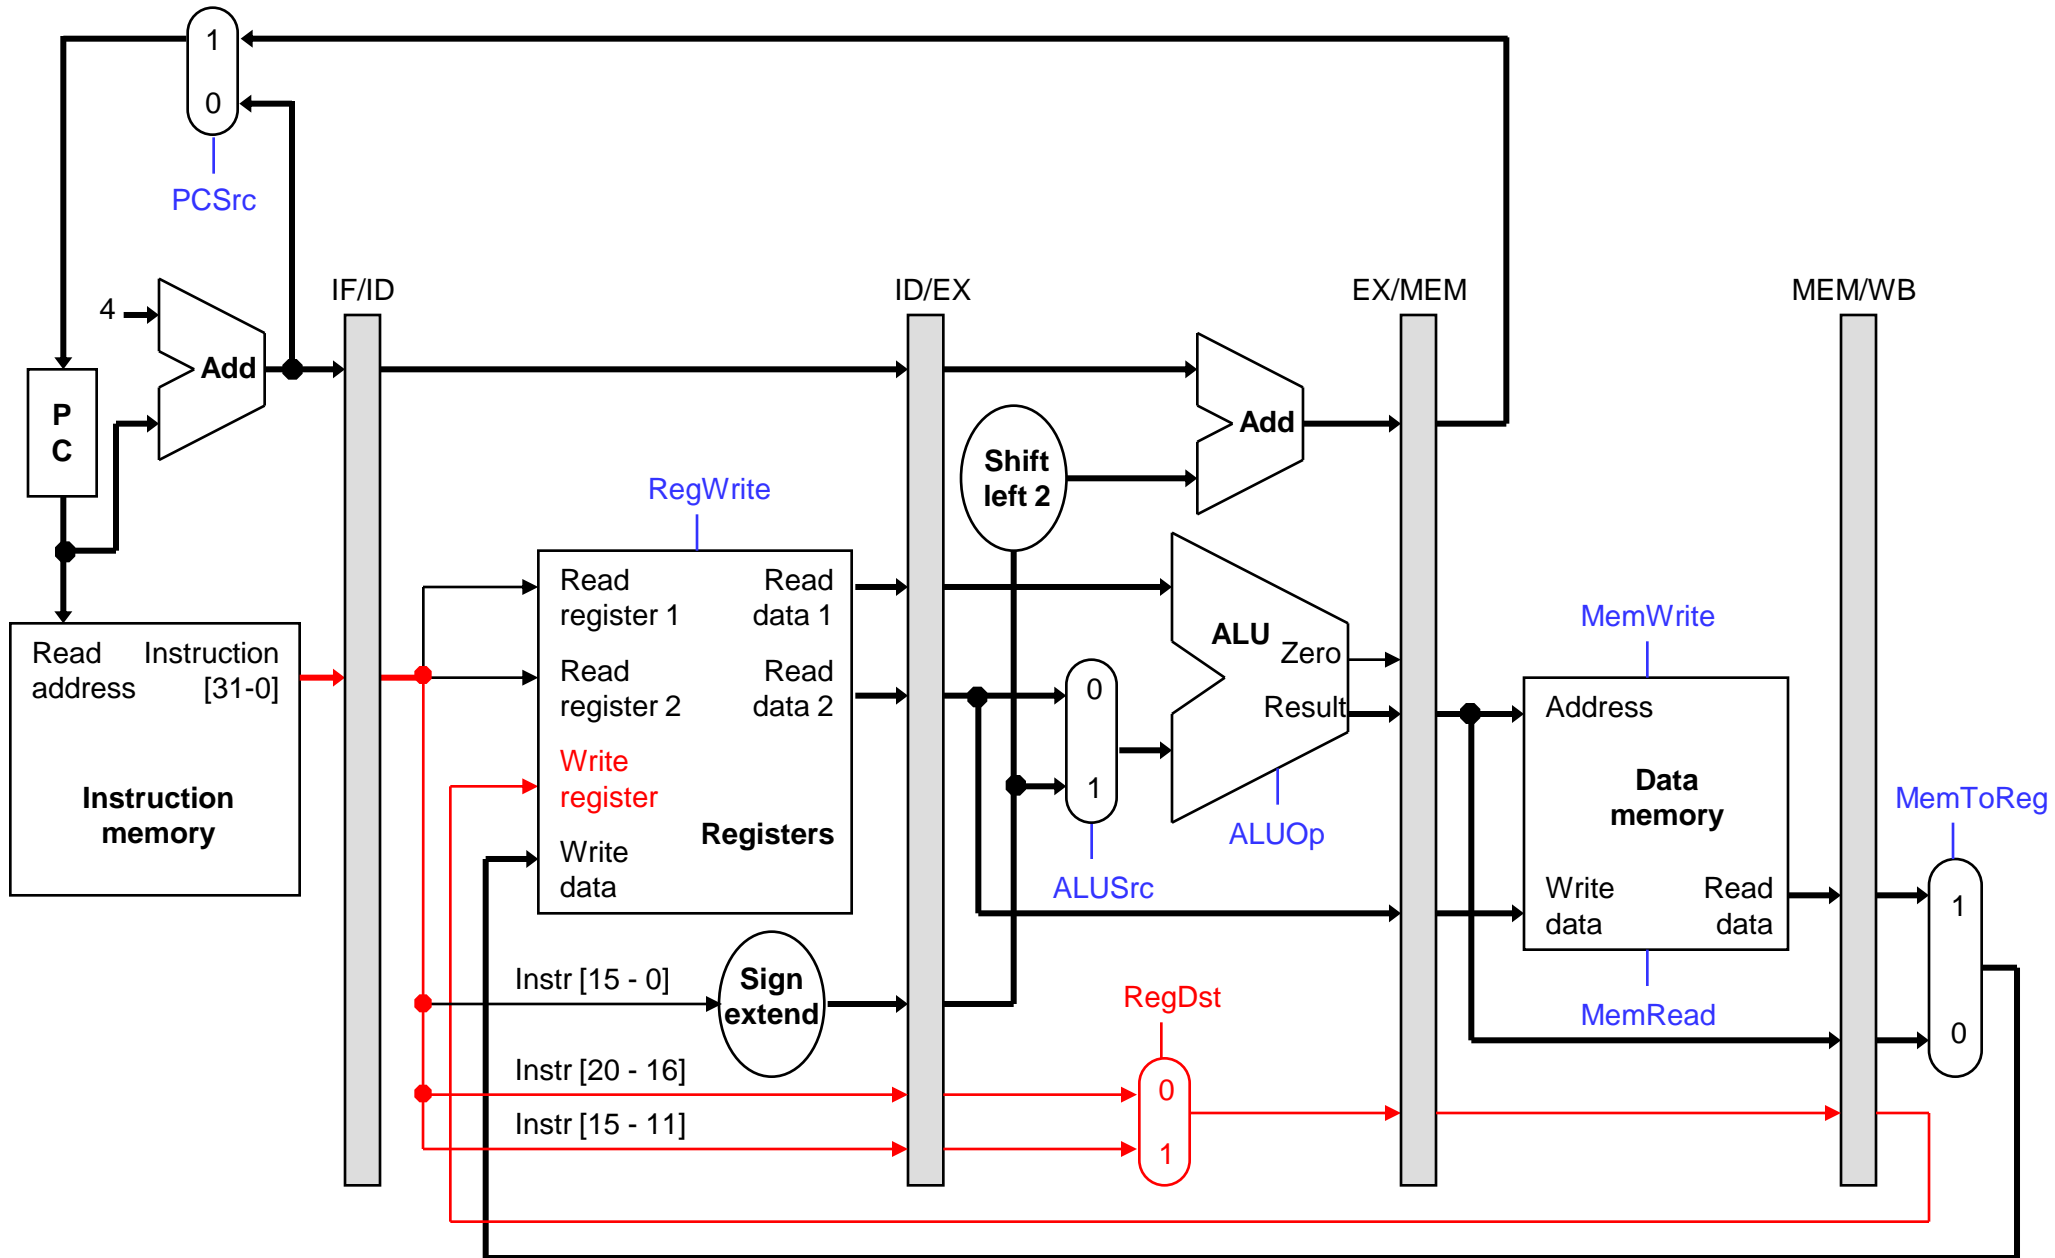 1
0
PCSrc
IF/ID
ID/EX
EX/MEM
MEM/WB
4
Add
P
C
Add
Shift
left 2
RegWrite
Read
register 1
Read
data 1
Read
register 2
Read
data 2
Write
register
Write
data
Registers
Read
address
Instruction
[31-0]
Instruction
memory
ALU
Zero
Result
0
1
ALUSrc
ALUOp
MemWrite
Address
Data
memory
Write
data
Read
data
MemRead
MemToReg
1
0
Instr [15 - 0]
Sign
extend
RegDst
Instr [20 - 16]
Instr [15 - 11]
0
1